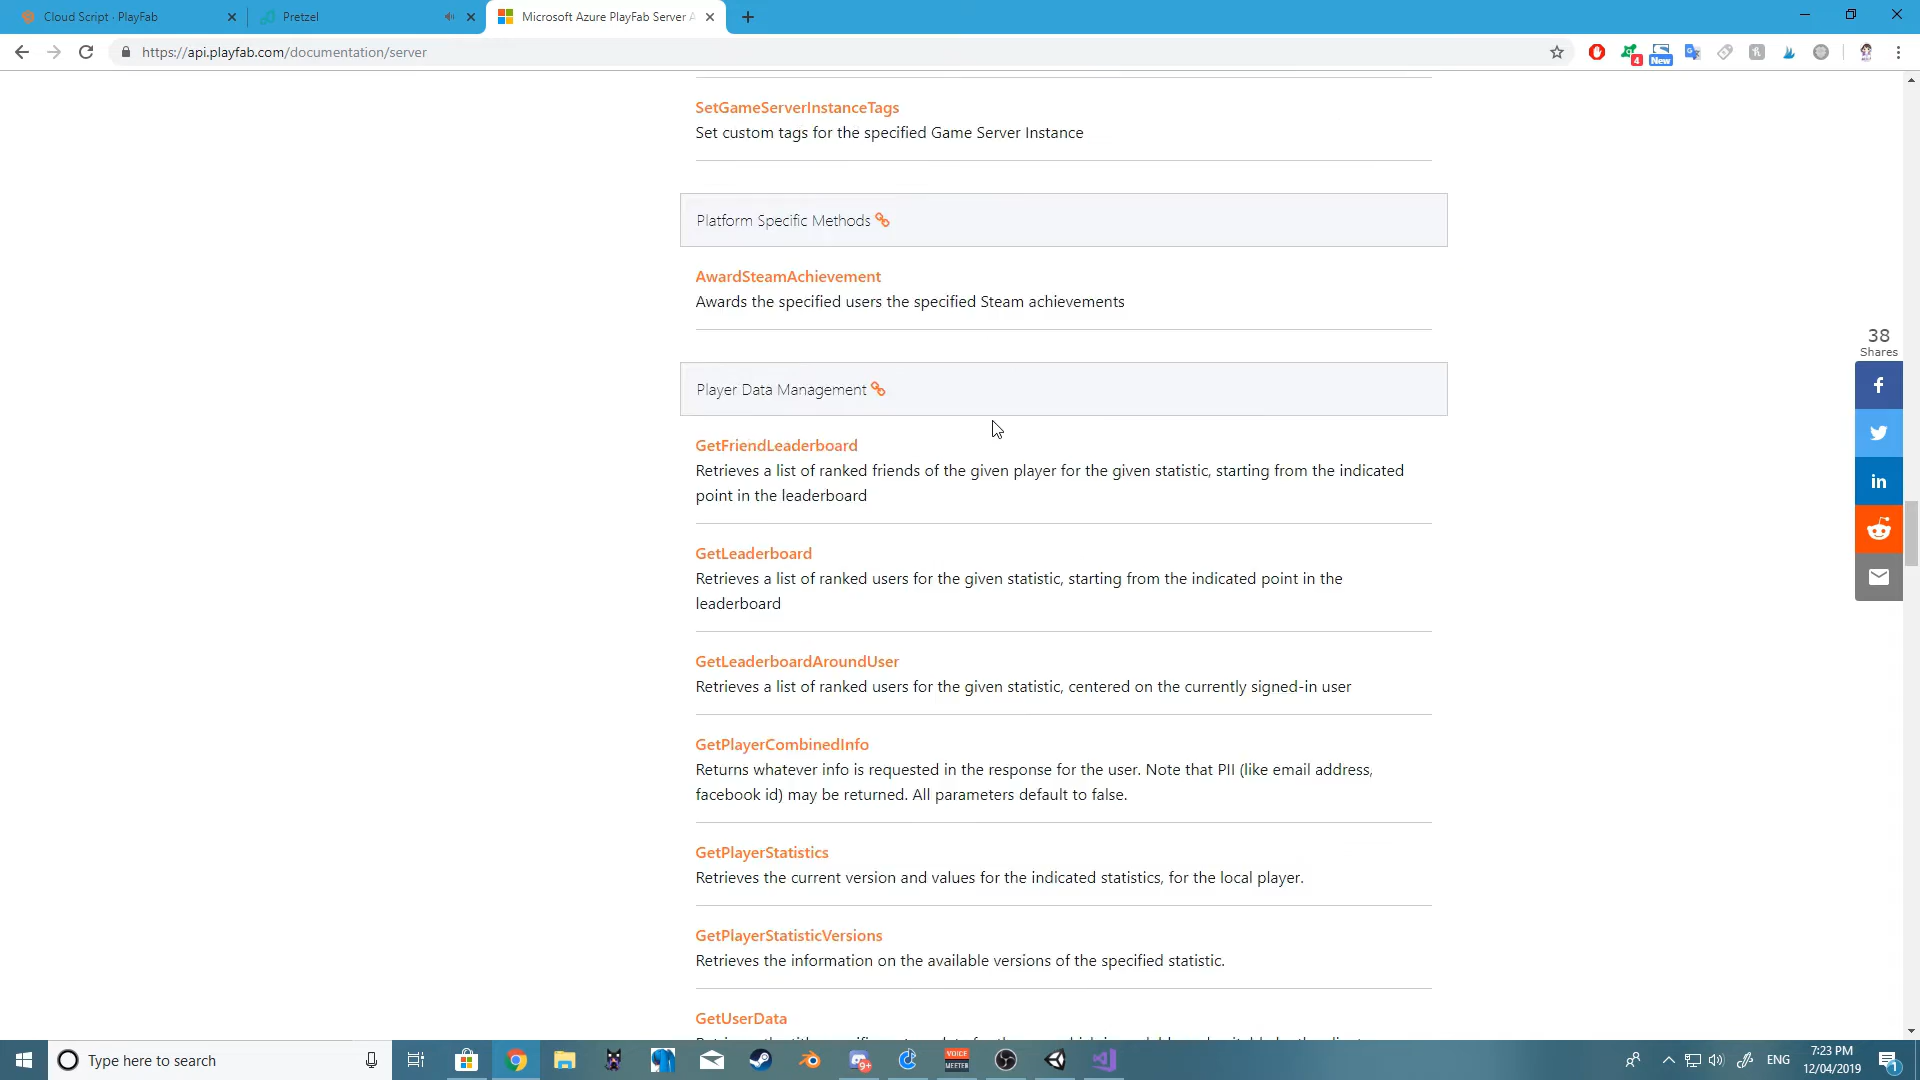 Cloud Script · PlayFab
Pretzel
Microsoft Azure PlayFab Server A
https://api.playfab.com/documentation/server
4
New
SetGameServerInstanceTags
Set custom tags for the specified Game Server Instance
Platform Specific Methods
AwardSteamAchievement
Awards the specified users the specified Steam achievements
38
Shares
Player Data Management
GetFriendLeaderboard
Retrieves a list of ranked friends of the given player for the given statistic, starting from the indicated
point in the leaderboard
GetLeaderboard
Retrieves a list of ranked users for the given statistic, starting from the indicated point in the
leaderboard
GetLeaderboardAroundUser
Retrieves a list of ranked users for the given statistic, centered on the currently signed-in user
GetPlayerCombinedInfo
Returns whatever info is requested in the response for the user. Note that PII (like email address,
facebook id) may be returned. All parameters default to false.
GetPlayerStatistics
Retrieves the current version and values for the indicated statistics, for the local player.
GetPlayerStatisticVersions
Retrieves the information on the available versions of the specified statistic.
GetUserData
Type here to search
9+
VOICE
MEETER
ENG
7:23 PM
12/04/2019
1